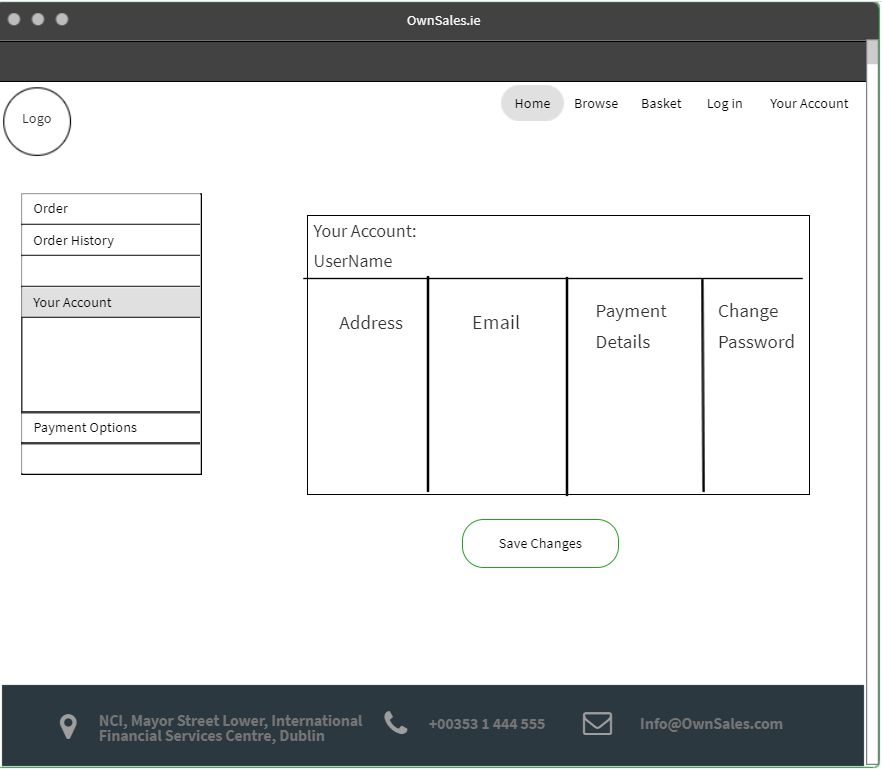 OwnSales.ie
Logo
Home Browse Basket Log in Your Account
Order
Order History
Your Account
Payment Options
Your Account:
UserName
Address
Email
Payment
Details
Change
Password
Save Changes
NCI, Mayor Street Lower, International
Financial Services Centre, Dublin
+00353 1 444 555
Info@OwnSales.com